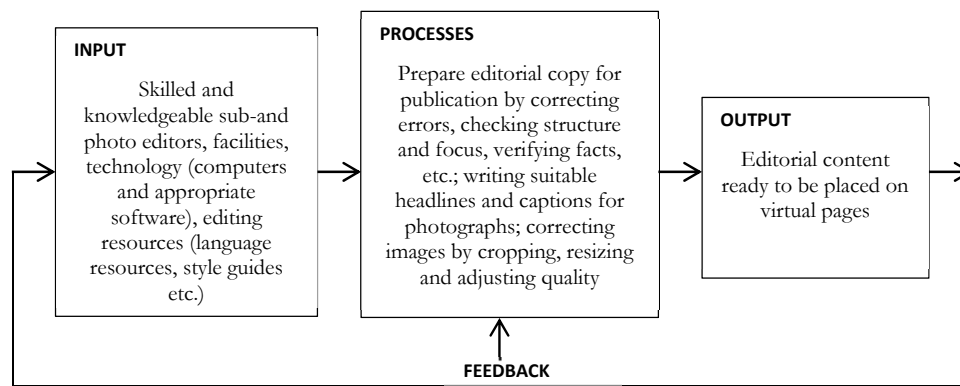 INPUT
Skilled and
knowledgeable sub-and
photo editors, facilities,
technology (computers
and appropriate
software), editing
resources (language
resources, style guides
etc.)
PROCESSES
Prepare editorial copy for
publication by correcting
errors, checking structure
and focus, verifying facts,
etc.; writing suitable
headlines and captions for
photographs; correcting
images by cropping, resizing
and adjusting quality
OUTPUT
Editorial content
ready to be placed on
virtual pages
FEEDBACK